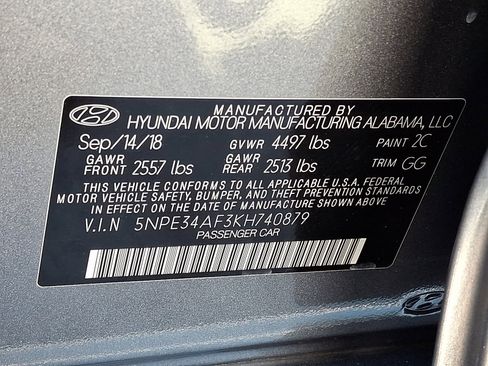 MANUFACTURED BY
HYUNDAI MOTOR MANUFACTURING ALABAMA, LLC
Sep/14/18 GVWR 4497 lbs PAINT 2C
GAWR FRONT 2557 lbs GAWR REAR 2513 lbs TRIM GG
THIS VEHICLE CONFORMS TO ALL APPLICABLE U.S.A. FEDERAL
MOTOR VEHICLE SAFETY, BUMPER, AND THEFT PREVENTION STANDARDS
IN EFFECT ON THE DATE OF MANUFACTURE SHOWN ABOVE.
V.I.N 5NPE34AF3KH740879
PASSENGER CAR